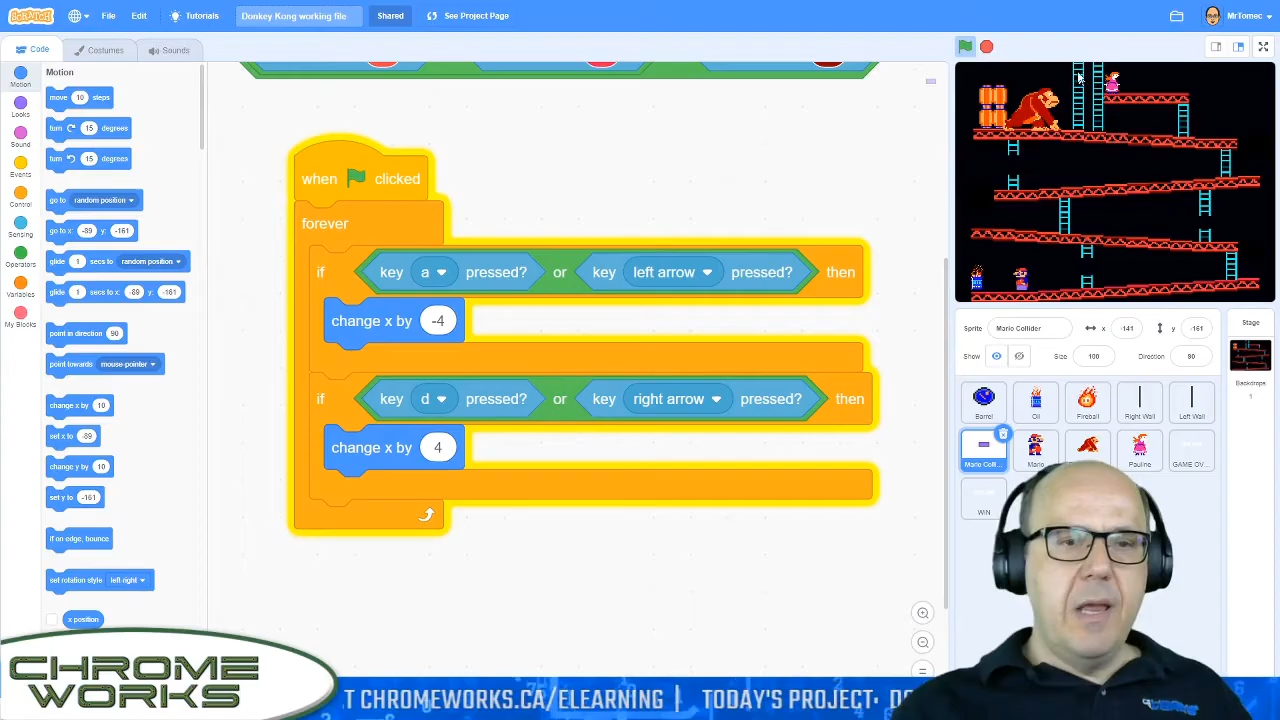 SCRATCH File Edit Tutorials Donkey Kong working file Shared See Project Page MrTomec
Code Costumes Sounds
Motion
Looks
Sound
Events
Control
Sensing
Operators
Variables
My Blocks
Motion
move 10 steps
turn 15 degrees
turn 15 degrees
go to random position
go to x: -89 y: -161
glide 1 secs to random position
glide 1 secs to x: -89 y: -161
point in direction 90
point towards mouse-pointer
change x by 10
set x to -89
change y by 10
set y to -161
if on edge, bounce
set rotation style left-right
x position
when clicked
forever
if key a pressed? or key left arrow pressed? then
change x by -4
if key d pressed? or key right arrow pressed? then
change x by 4
Sprite Mario Collider x -141 y -161
Show Size 100 Direction 90
Barrel Oil Fireball Right Wall Left Wall
Mario Colli... Mario Pauline GAME OV...
WIN
Stage
Backdrops
1
CHROME
WORKS
T CHROMEWORKS.CA/ELEARNING | TODAY'S PROJECT: